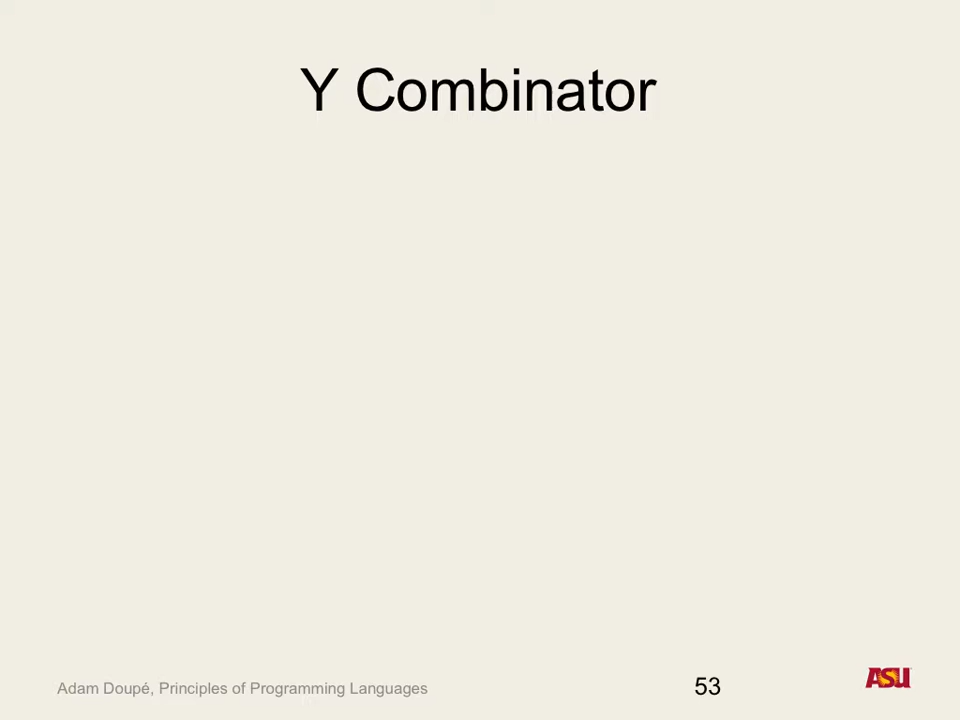 Y Combinator
Adam Doupé, Principles of Programming Languages
53
ASU